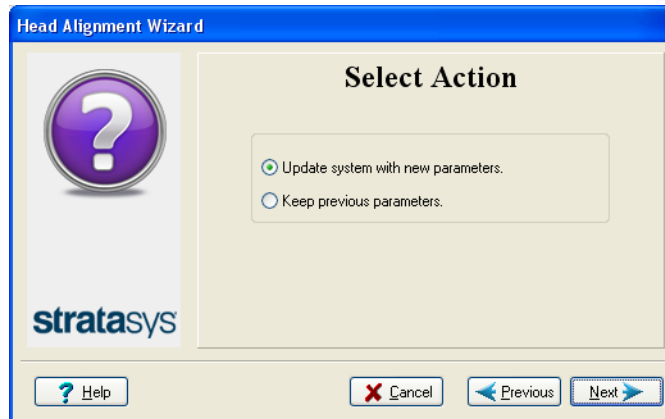 Head Alignment Wizard
Select Action
Update system with new parameters.
Keep previous parameters.
stratasys
? Help
Cancel
Previous
Next